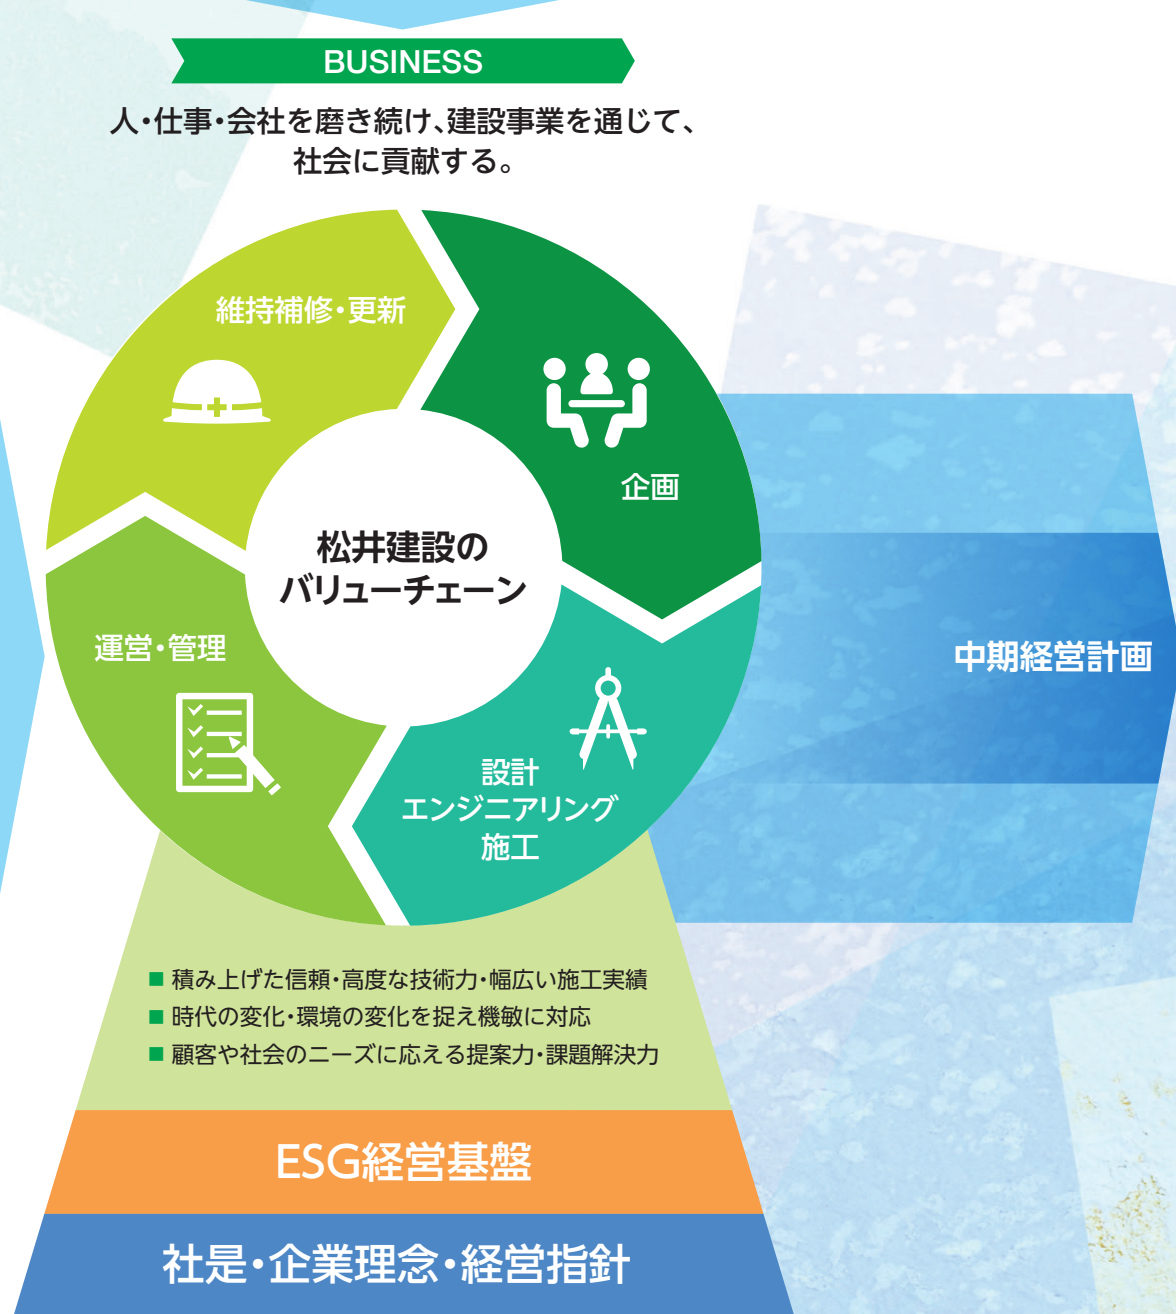 BUSINESS
人・仕事・会社を磨き続け、建設事業を通じて、
社会に貢献する。
維持補修・更新
企画
松井建設の
バリューチェーン
運営・管理
設計
エンジニアリング
施工
中期経営計画
■ 積み上げた信頼・高度な技術力・幅広い施工実績
■ 時代の変化・環境の変化を捉え機敏に対応
■ 顧客や社会のニーズに応える提案力・課題解決力
ESG経営基盤
社是・企業理念・経営指針